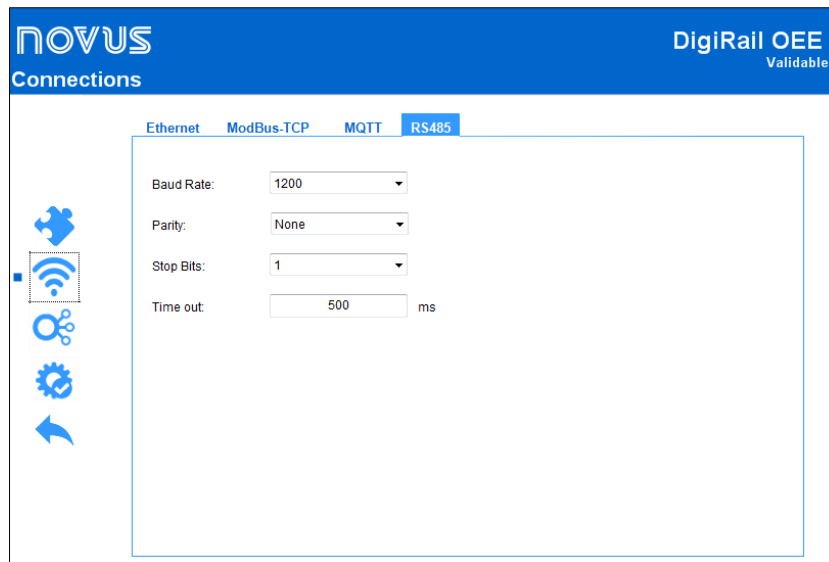 NOVUS
DigiRail OEE
Validable
Connections
Ethernet ModBus-TCP MQTT RS485
Baud Rate: 1200
Parity: None
Stop Bits: 1
Time out: 500 ms